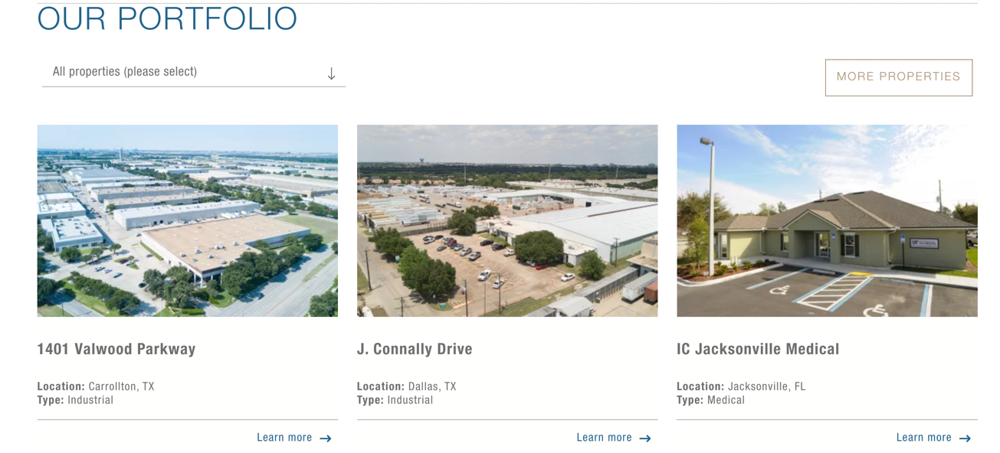 OUR PORTFOLIO
All properties (please select)
MORE PROPERTIES
1401 Valwood Parkway
Location: Carrollton, TX
Type: Industrial
Learn more
J. Connally Drive
Location: Dallas, TX
Type: Industrial
Learn more
IC Jacksonville Medical
Location: Jacksonville, FL
Type: Medical
Learn more